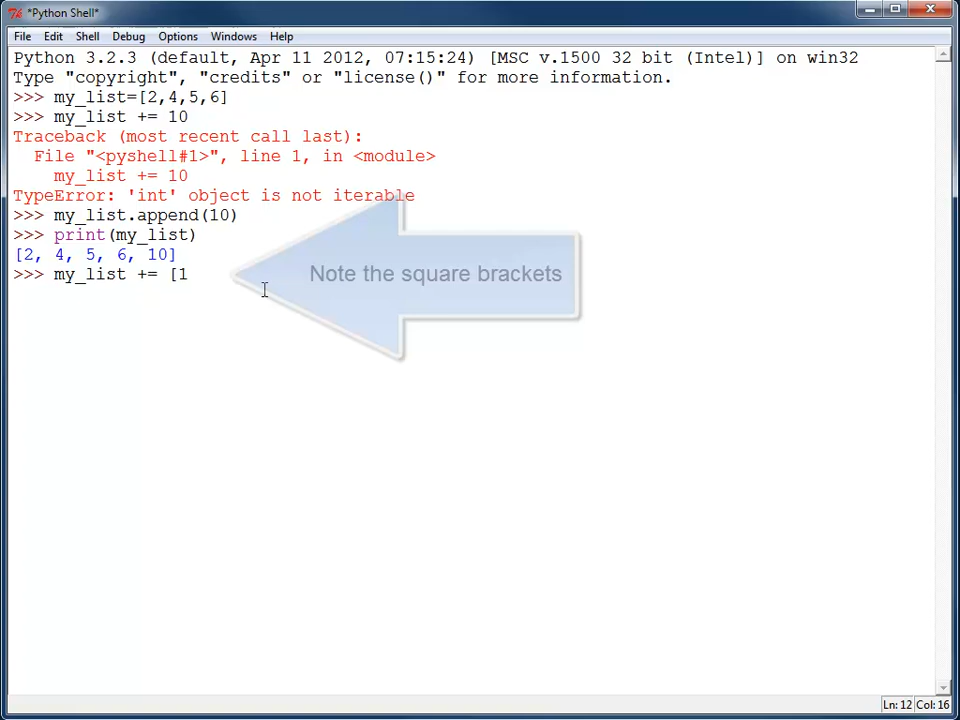 *Python Shell*
File Edit Shell Debug Options Windows Help
Python 3.2.3 (default, Apr 11 2012, 07:15:24) [MSC v.1500 32 bit (Intel)] on win32
Type "copyright", "credits" or "license()" for more information.
>>> my_list=[2,4,5,6]
>>> my_list += 10
Traceback (most recent call last):
  File "<pyshell#1>", line 1, in <module>
    my_list += 10
TypeError: 'int' object is not iterable
>>> my_list.append(10)
>>> print(my_list)
[2, 4, 5, 6, 10]
>>> my_list += [1
Note the square brackets
Ln: 12 Col: 16